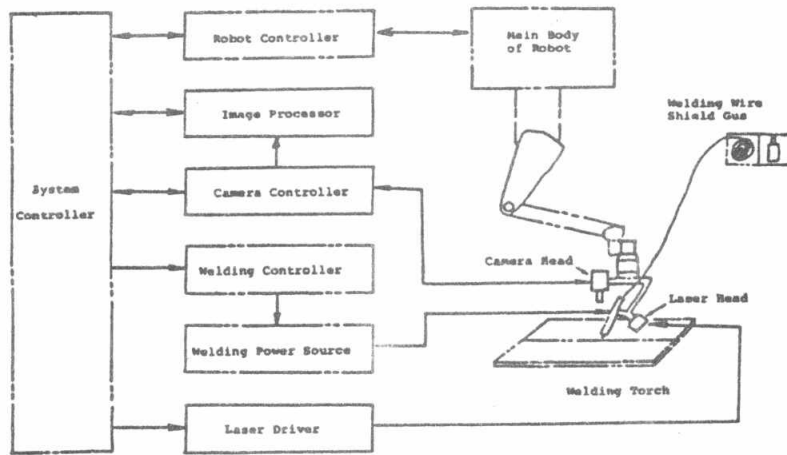 Robot Controller
Main Body
of Robot
Welding Wire
Shield Gus
Image Processor
System
Controller
Camera Controller
Camera Head
Welding Controller
Laser Head
Welding Power Source
Welding Torch
Laser Driver